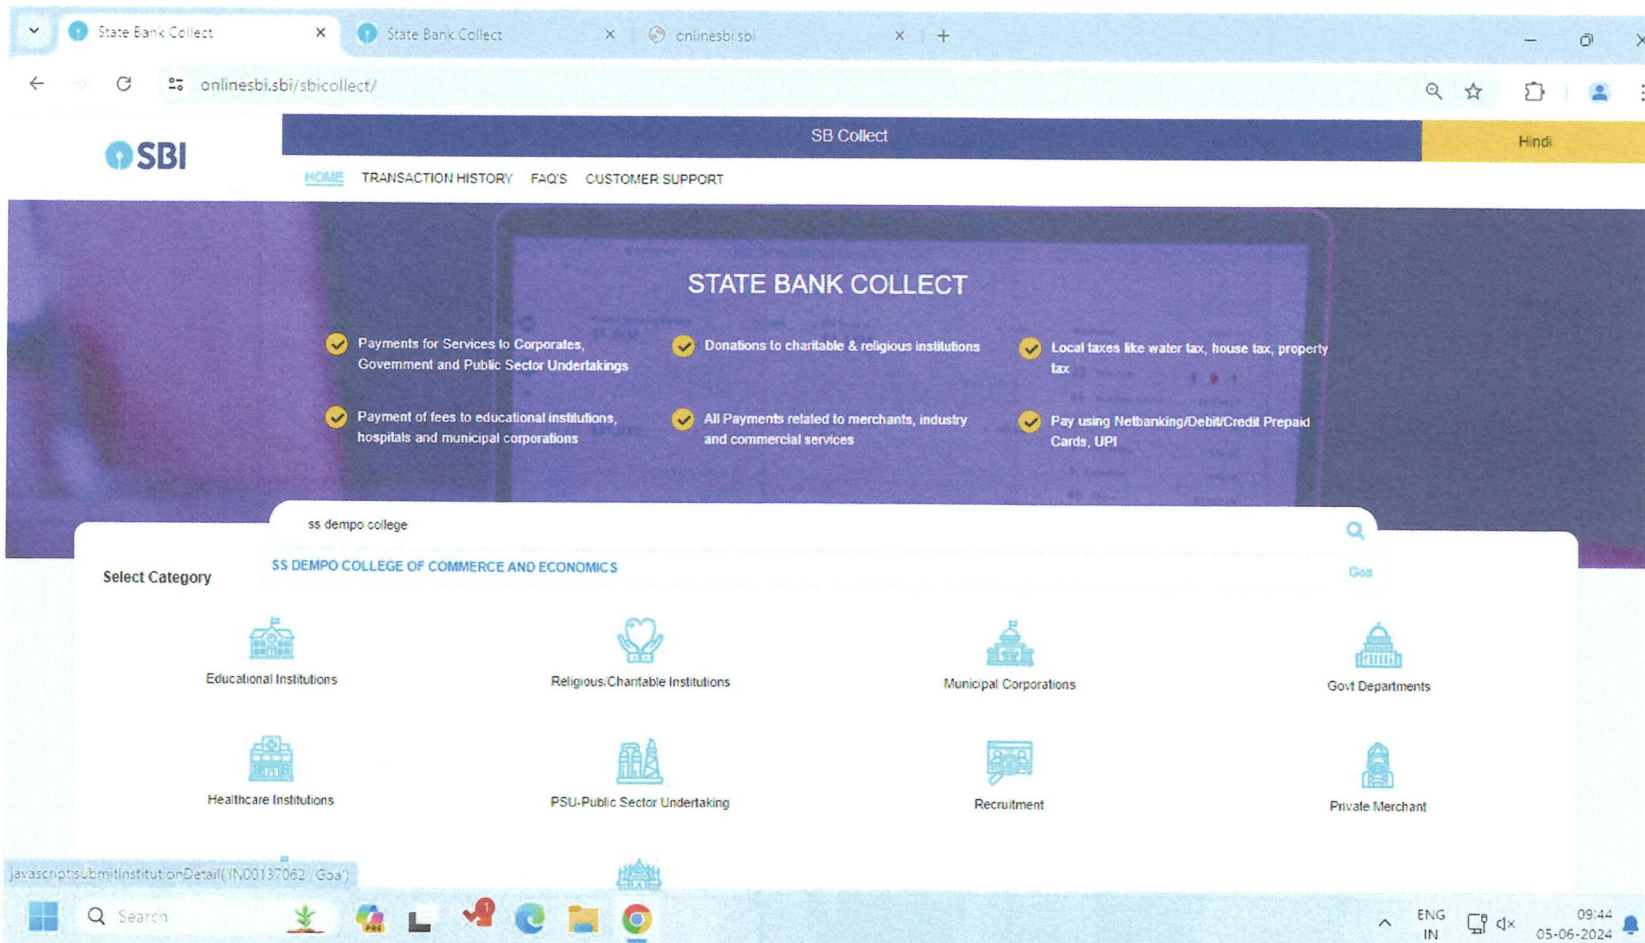 State Bank Collect
State Bank Collect
onlinesbi.sbi
onlinesbi.sbi/sbicollect/
SBI
SB Collect
Hindi
HOME TRANSACTION HISTORY FAQ'S CUSTOMER SUPPORT
STATE BANK COLLECT
Payments for Services to Corporates,
Government and Public Sector Undertakings
Donations to charitable & religious institutions
Local taxes like water tax, house tax, property
tax
Payment of fees to educational institutions,
hospitals and municipal corporations
All Payments related to merchants, industry
and commercial services
Pay using Netbanking/Debit/Credit Prepaid
Cards, UPI
ss dempo college
SS DEMPO COLLEGE OF COMMERCE AND ECONOMICS
Goa
Select Category
Educational Institutions
Religious/Charitable Institutions
Municipal Corporations
Govt Departments
Healthcare Institutions
PSU-Public Sector Undertaking
Recruitment
Private Merchant
javascript:submitInstitutionDetail('IN00137062','Goa')
Search
PRE
1
ENG
IN
09:44
05-06-2024